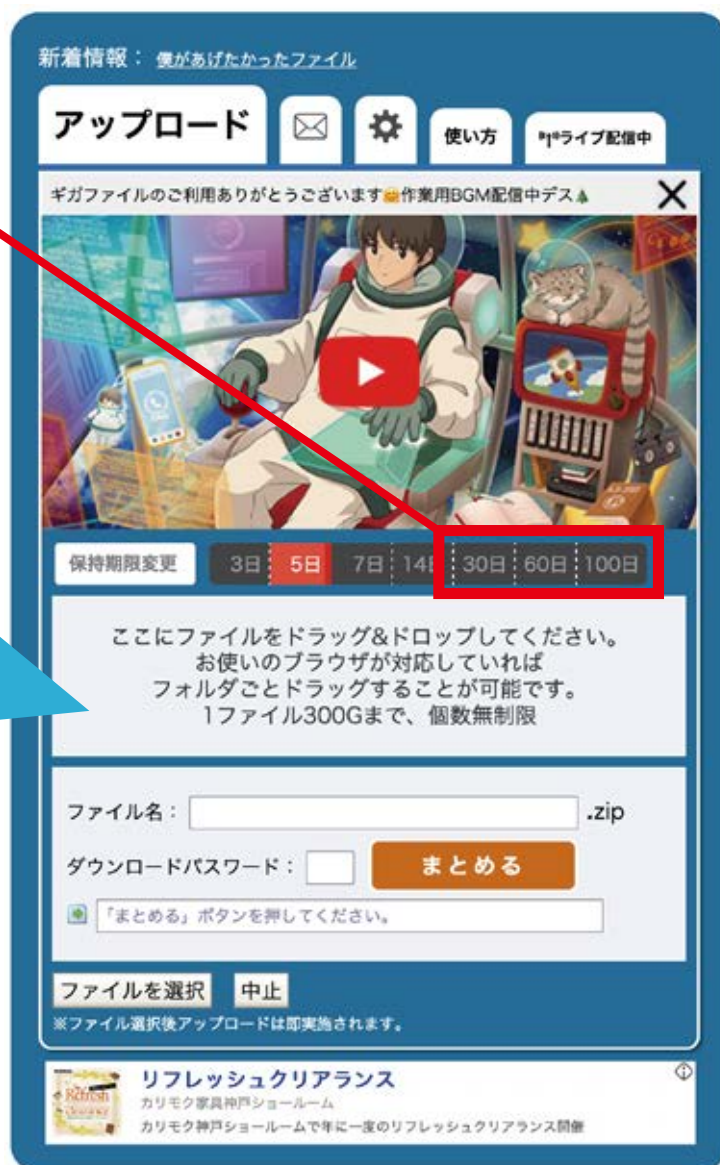 新着情報： 僕があげたかったファイル
アップロード
使い方
ライブ配信中
ギガファイルのご利用ありがとうございます🤗作業用BGM配信中デス🎄
保持期限変更 3日 5日 7日 14日 30日 60日 100日
ここにファイルをドラッグ&ドロップしてください。
お使いのブラウザが対応していれば
フォルダごとドラッグすることが可能です。
1ファイル300Gまで、個数無制限
ファイル名： .zip
ダウンロードパスワード： まとめる
「まとめる」ボタンを押してください。
ファイルを選択 中止
※ファイル選択後アップロードは即実施されます。
Refresh
リフレッシュクリアランス
カリモク家具神戸ショールーム
カリモク神戸ショールームで年に一度のリフレッシュクリアランス開催